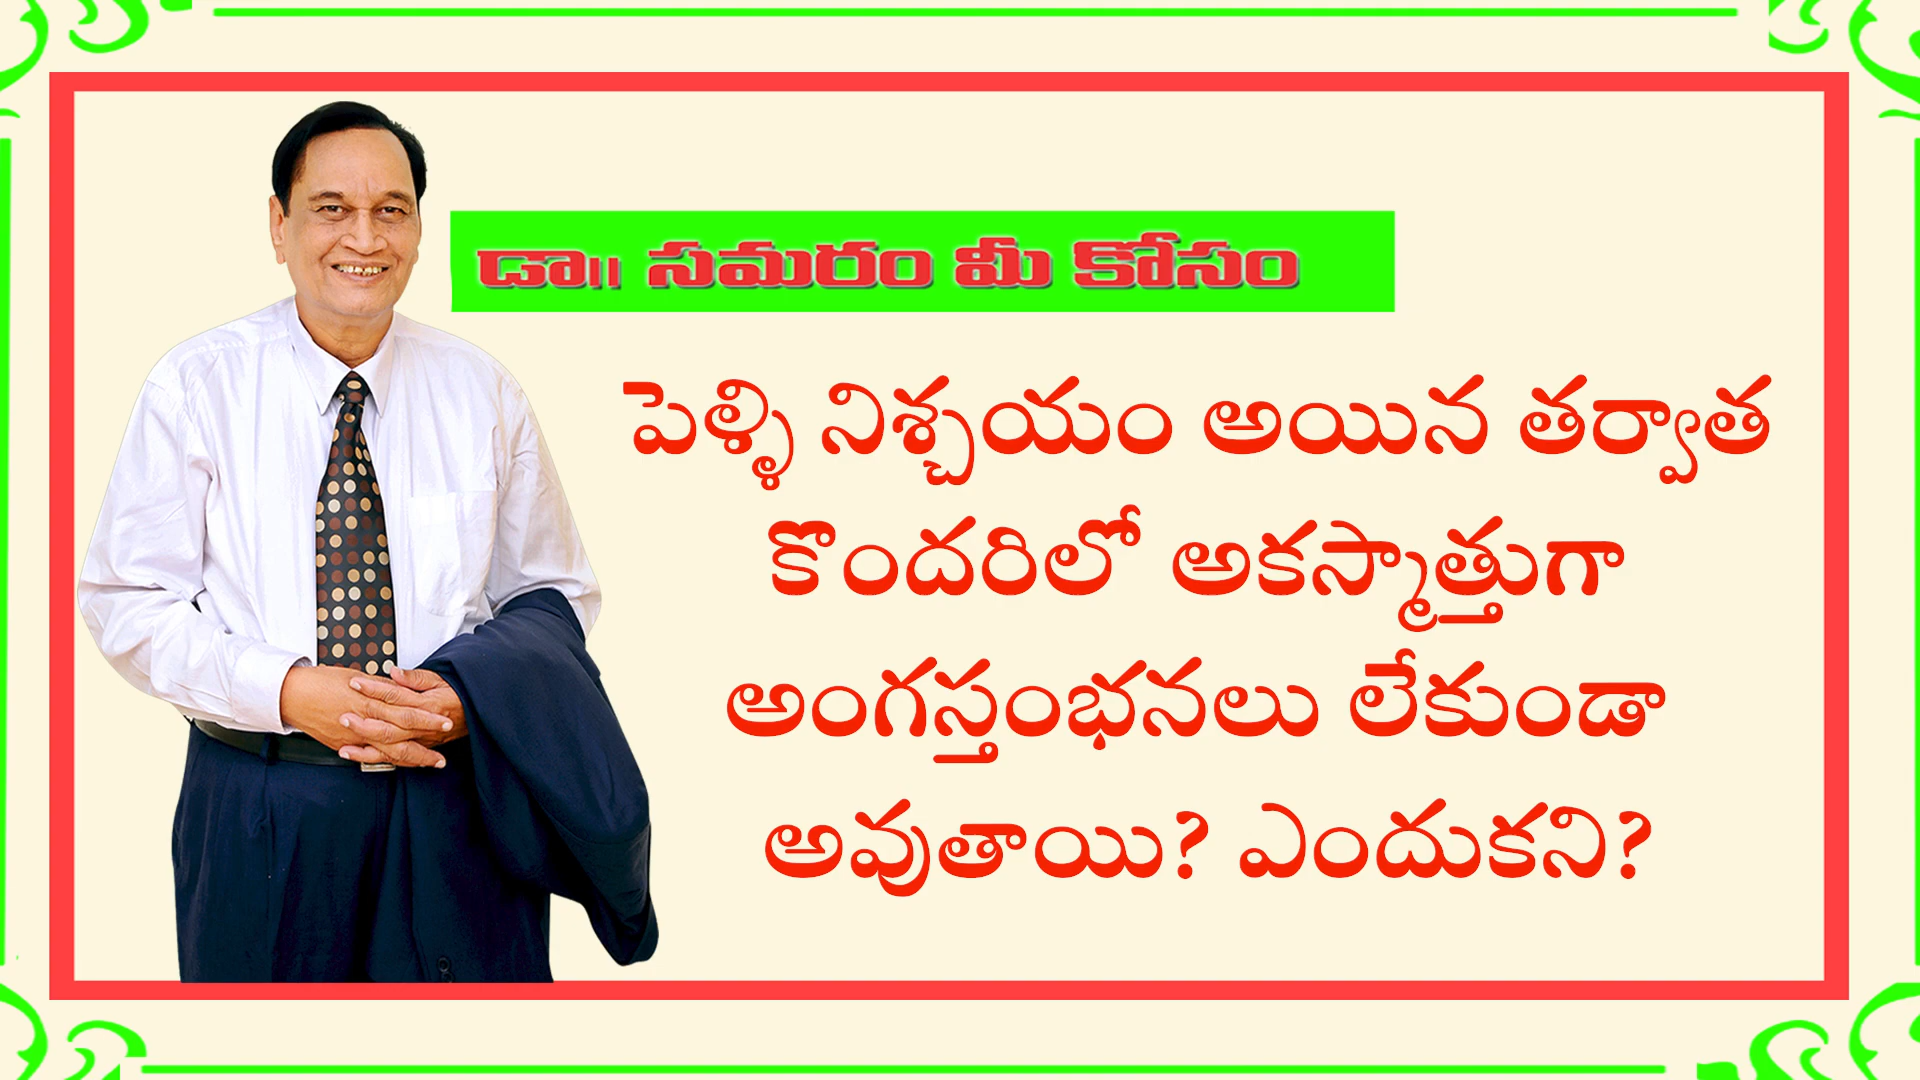 డా|| సమరం మీ కోసం
పెళ్ళి నిశ్చయం అయిన తర్వాత
కొందరిలో అకస్మాత్తుగా
అంగస్తంభనలు లేకుండా
అవుతాయి? ఎందుకని?